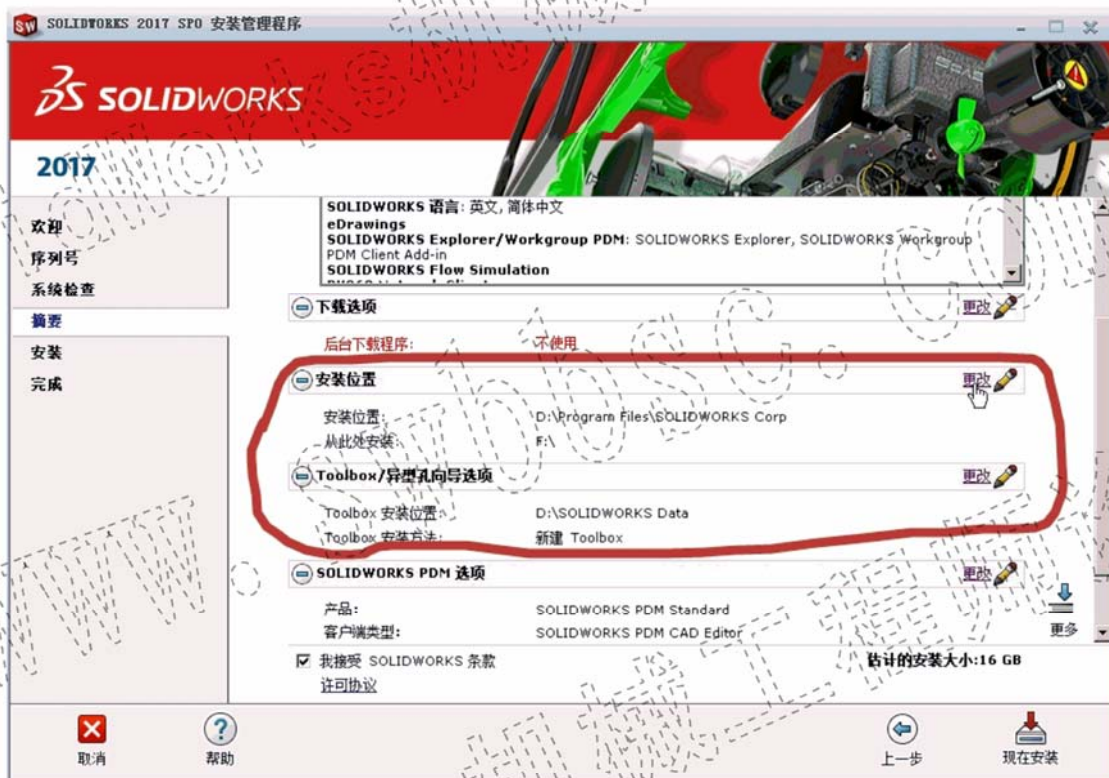 SOLIDWORKS 2017 SP0 安装管理程序
SOLIDWORKS
2017
欢迎
序列号
系统检查
摘要
安装
完成
SOLIDWORKS 语言: 英文, 简体中文
eDrawings
SOLIDWORKS Explorer/Workgroup PDM: SOLIDWORKS Explorer, SOLIDWORKS Workgroup
PDM Client Add-in
SOLIDWORKS Flow Simulation
下载选项 更改
后台下载程序: 不使用
安装位置 更改
安装位置: D:\Program Files\SOLIDWORKS Corp
从此处安装: F:\
Toolbox/异型孔向导选项 更改
Toolbox 安装位置: D:\SOLIDWORKS Data
Toolbox 安装方法: 新建 Toolbox
SOLIDWORKS PDM 选项 更改
产品: SOLIDWORKS PDM Standard
客户端类型: SOLIDWORKS PDM CAD Editor
更多
我接受 SOLIDWORKS 条款
估计的安装大小:16 GB
许可协议
取消
帮助
上一步
现在安装